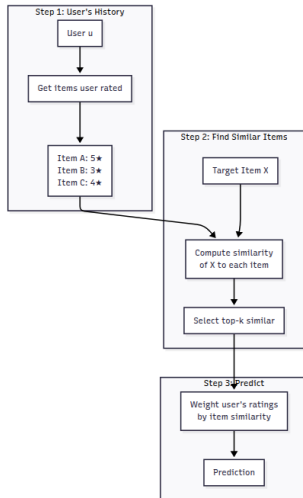 Step 1: User's History
User u
Get items user rated
Item A: 5★
Item B: 3★
Item C: 4★
Step 2: Find Similar Items
Target Item X
Compute similarity
of X to each item
Select top-k similar
Step 3: Predict
Weight user's ratings
by item similarity
Prediction